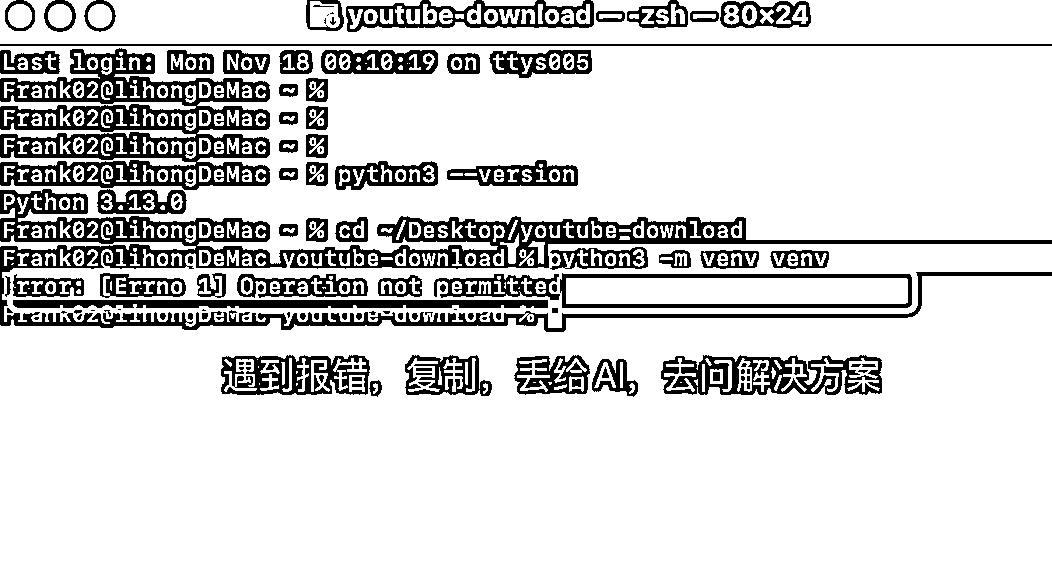 youtube-download — -zsh — 80×24
Last login: Mon Nov 18 00:10:19 on ttys005
Frank02@lihongDeMac ~ %
Frank02@lihongDeMac ~ %
Frank02@lihongDeMac ~ %
Frank02@lihongDeMac ~ % python3 --version
Python 3.13.0
Frank02@lihongDeMac ~ % cd ~/Desktop/youtube-download
Frank02@lihongDeMac youtube-download % python3 -m venv venv
Error: [Errno 1] Operation not permitted
Frank02@lihongDeMac youtube-download %
遇到报错，复制，丢给AI，去问解决方案